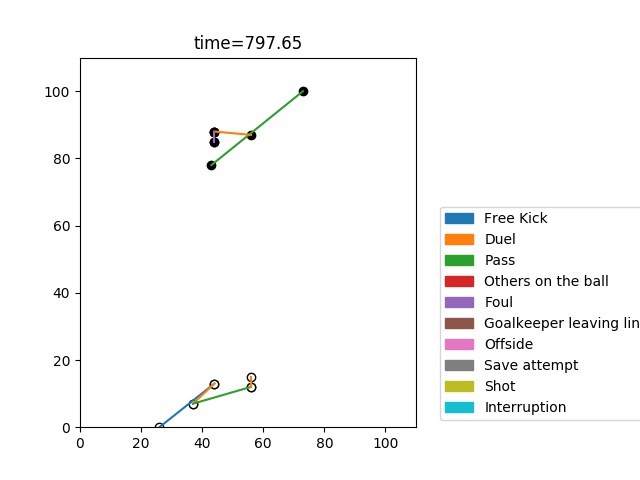 time=797.65
100
80
60
40
20
0
0 20 40 60 80 100
Free Kick
Duel
Pass
Others on the ball
Foul
Goalkeeper leaving lin
Offside
Save attempt
Shot
Interruption